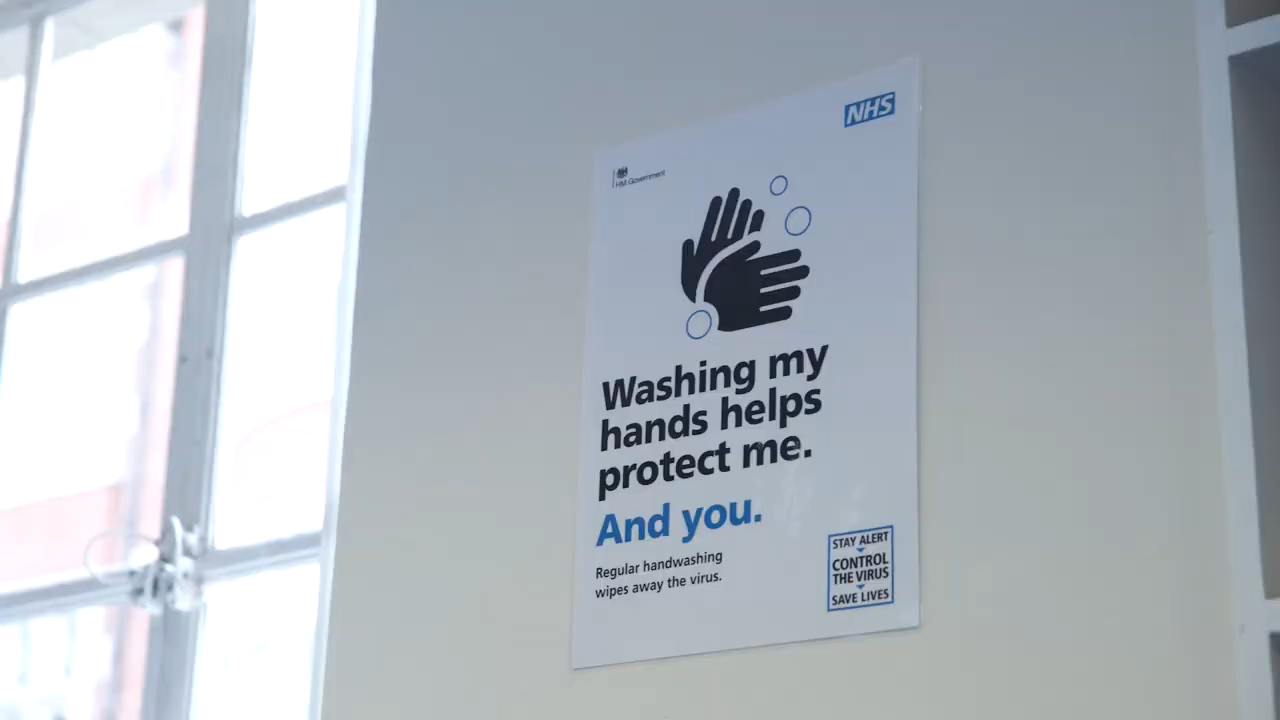 NHS
HM Government
Washing my
hands helps
protect me.
And you.
Regular handwashing
wipes away the virus.
STAY ALERT
CONTROL
THE VIRUS
SAVE LIVES